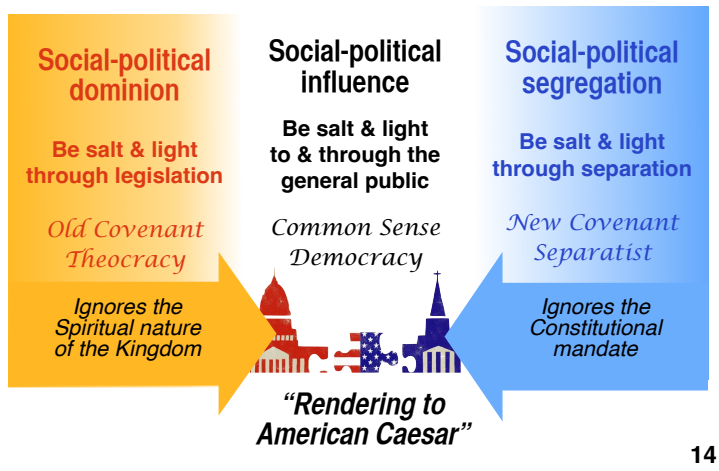 Social-political
dominion
Be salt & light
through legislation
Old Covenant
Theocracy
Ignores the
Spiritual nature
of the Kingdom
Social-political
influence
Be salt & light
to & through the
general public
Common Sense
Democracy
“Rendering to
American Caesar”
Social-political
segregation
Be salt & light
through separation
New Covenant
Separatist
Ignores the
Constitutional
mandate
14